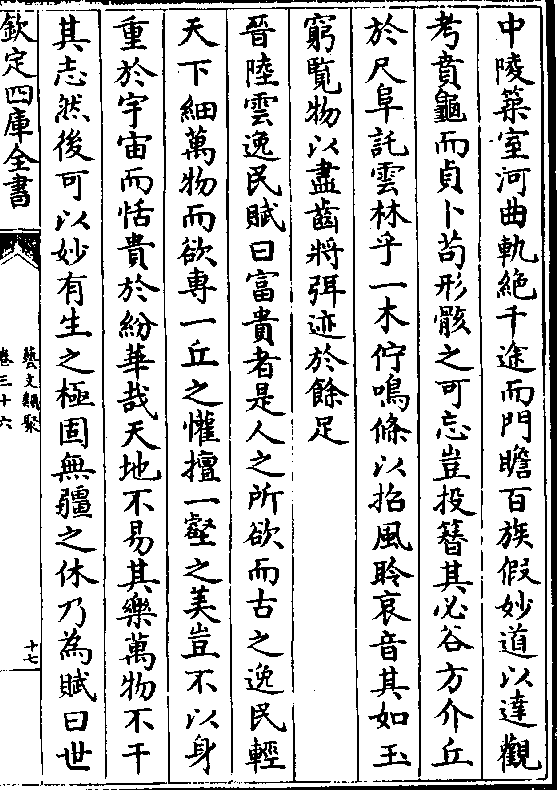 中陵築室河曲軌絶千途而門瞻百族假妙道以達觀
考賁龜而貞卜苟形骸之可忘豈投簪其必谷方介丘
於尺阜託雲林乎一木佇鳴條以招風聆哀音其如玉
窮覽物以盡齒將弭迹於餘足
晉陸雲逸民賦曰富貴者是人之所欲而古之逸民輕
天下細萬物而欲專一丘之懽擅一壑之美豈不以身
重於宇宙而恬貴於紛華哉天地不易其樂萬物不干
其志然後可以妙有生之極固無疆之休乃為賦曰世
欽定四庫全書
藝文類聚
卷三十六
十七